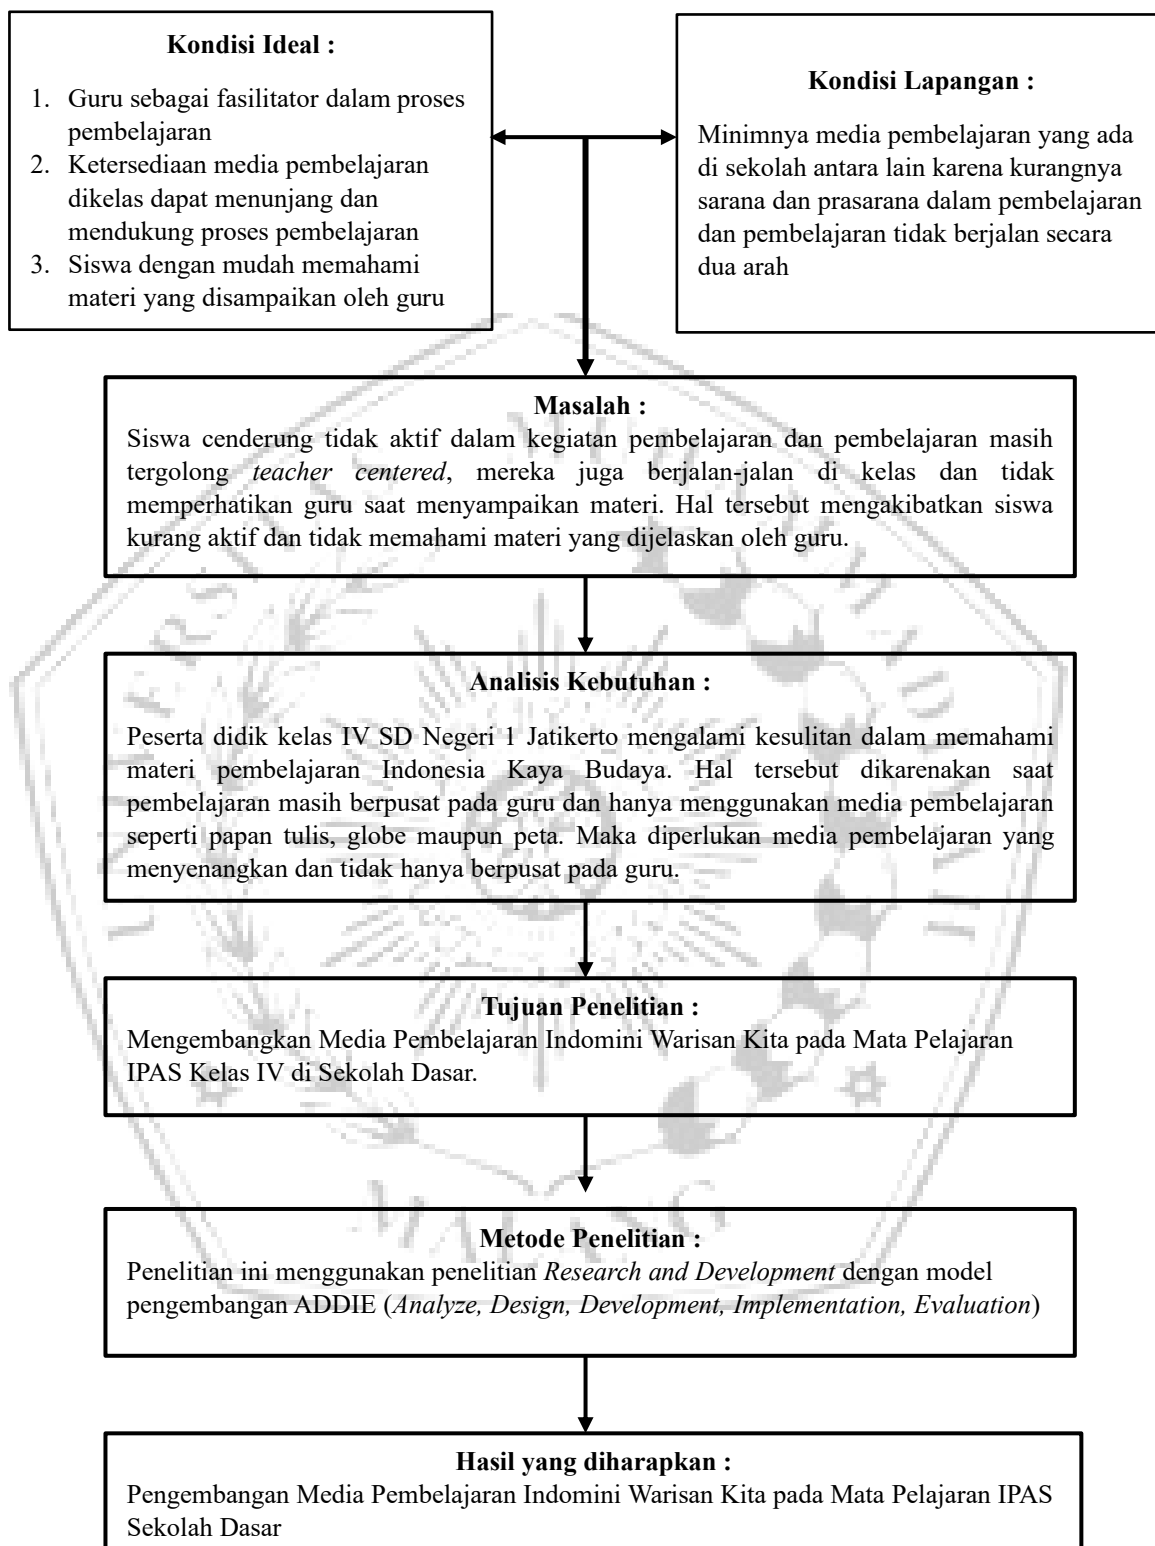 Kondisi Ideal :
1. Guru sebagai fasilitator dalam proses
pembelajaran
2. Ketersediaan media pembelajaran
dikelas dapat menunjang dan
mendukung proses pembelajaran
3. Siswa dengan mudah memahami
materi yang disampaikan oleh guru
Kondisi Lapangan :
Minimnya media pembelajaran yang ada
di sekolah antara lain karena kurangnya
sarana dan prasarana dalam pembelajaran
dan pembelajaran tidak berjalan secara
dua arah
Masalah :
Siswa cenderung tidak aktif dalam kegiatan pembelajaran dan pembelajaran masih
tergolong teacher centered, mereka juga berjalan-jalan di kelas dan tidak
memperhatikan guru saat menyampaikan materi. Hal tersebut mengakibatkan siswa
kurang aktif dan tidak memahami materi yang dijelaskan oleh guru.
Analisis Kebutuhan :
Peserta didik kelas IV SD Negeri 1 Jatikerto mengalami kesulitan dalam memahami
materi pembelajaran Indonesia Kaya Budaya. Hal tersebut dikarenakan saat
pembelajaran masih berpusat pada guru dan hanya menggunakan media pembelajaran
seperti papan tulis, globe maupun peta. Maka diperlukan media pembelajaran yang
menyenangkan dan tidak hanya berpusat pada guru.
Tujuan Penelitian :
Mengembangkan Media Pembelajaran Indomini Warisan Kita pada Mata Pelajaran
IPAS Kelas IV di Sekolah Dasar.
Metode Penelitian :
Penelitian ini menggunakan penelitian Research and Development dengan model
pengembangan ADDIE (Analyze, Design, Development, Implementation, Evaluation)
Hasil yang diharapkan :
Pengembangan Media Pembelajaran Indomini Warisan Kita pada Mata Pelajaran IPAS
Sekolah Dasar
MALANG